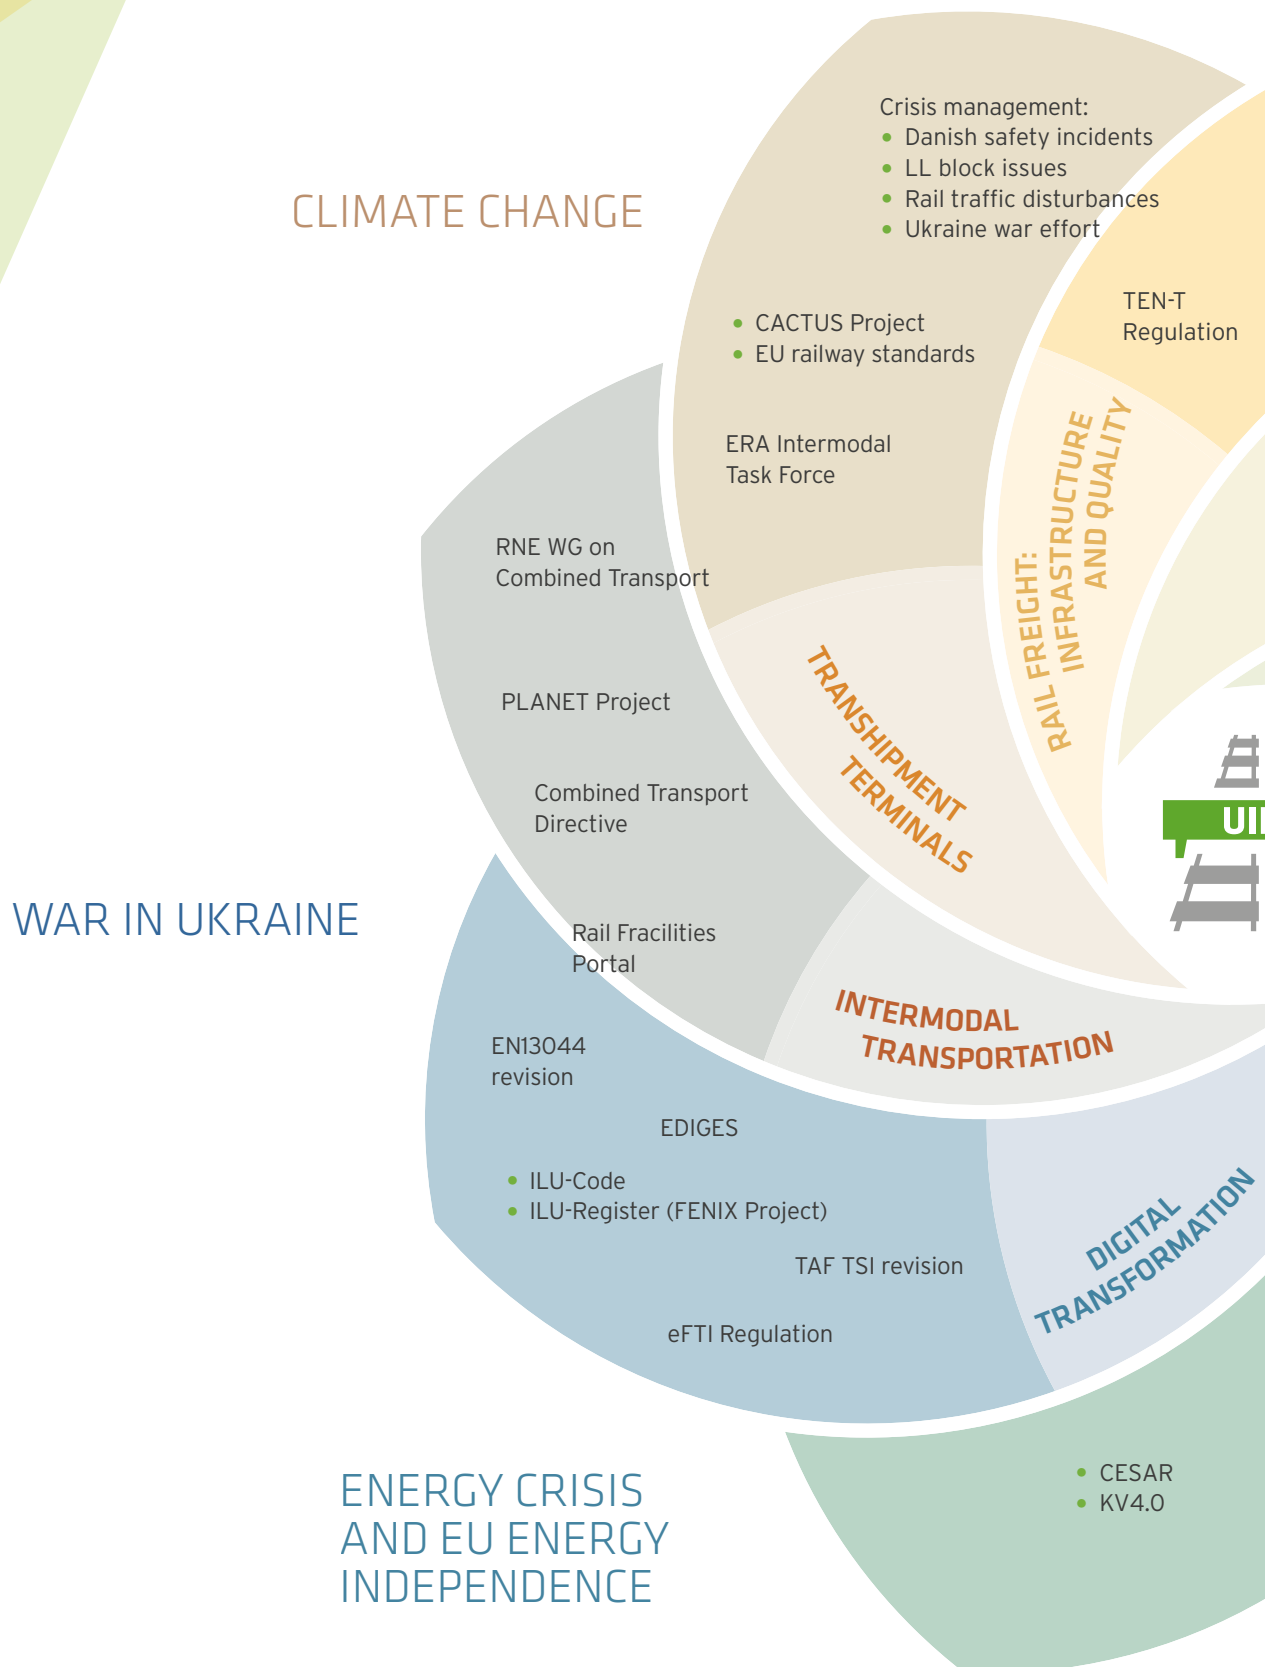 Crisis management:
• Danish safety incidents
• LL block issues
• Rail traffic disturbances
• Ukraine war effort
CLIMATE CHANGE
TEN-T
Regulation
• CACTUS Project
• EU railway standards
ERA Intermodal
Task Force
RAIL FREIGHT:
INFRASTRUCTURE
AND QUALITY
RNE WG on
Combined Transport
PLANET Project
TRANSHIPMENT
TERMINALS
Combined Transport
Directive
WAR IN UKRAINE
Rail Fracilities
Portal
INTERMODAL
TRANSPORTATION
EN13044
revision
EDIGES
• ILU-Code
• ILU-Register (FENIX Project)
TAF TSI revision
DIGITAL
TRANSFORMATION
eFTI Regulation
ENERGY CRISIS
AND EU ENERGY
INDEPENDENCE
• CESAR
• KV4.0